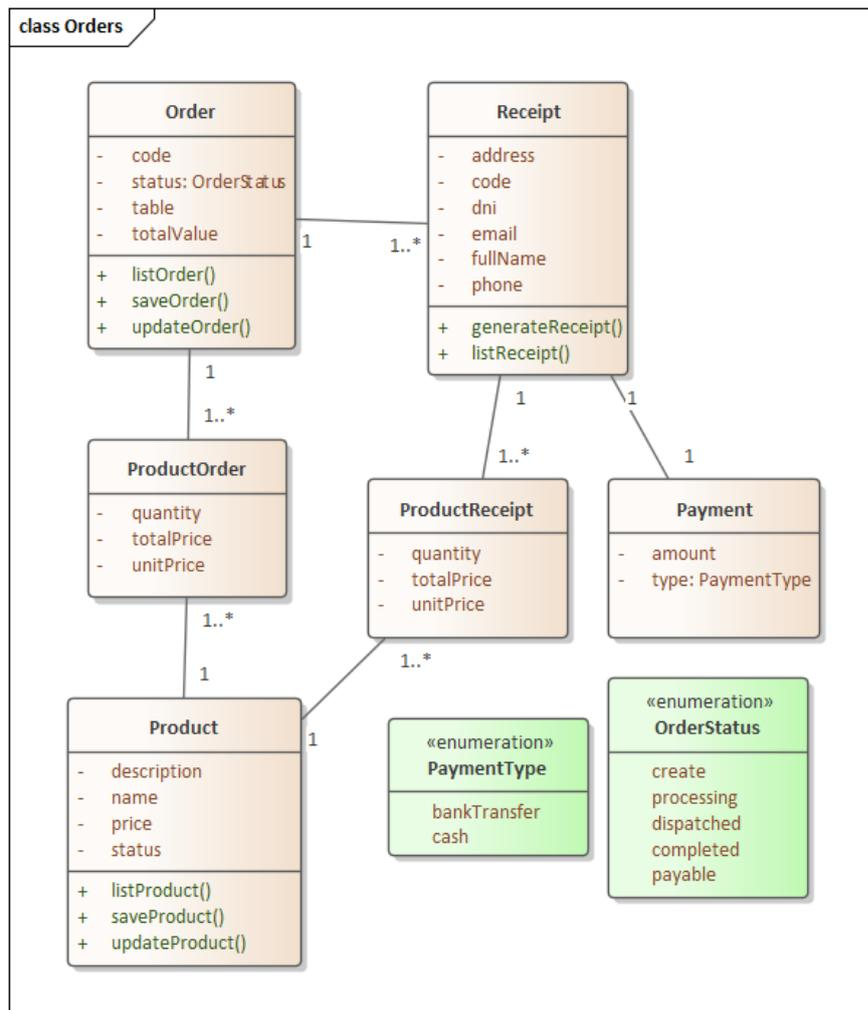 class Orders
Order
- code
- status: OrderStatus
- table
- totalValue
+ listOrder()
+ saveOrder()
+ updateOrder()
Receipt
- address
- code
- dni
- email
- fullName
- phone
+ generateReceipt()
+ listReceipt()
1
1..*
1
1..*
1
1..*
1
1
ProductOrder
- quantity
- totalPrice
- unitPrice
ProductReceipt
- quantity
- totalPrice
- unitPrice
Payment
- amount
- type: PaymentType
1..*
1
1..*
1
Product
- description
- name
- price
- status
+ listProduct()
+ saveProduct()
+ updateProduct()
«enumeration»
PaymentType
bankTransfer
cash
«enumeration»
OrderStatus
create
processing
dispatched
completed
payable